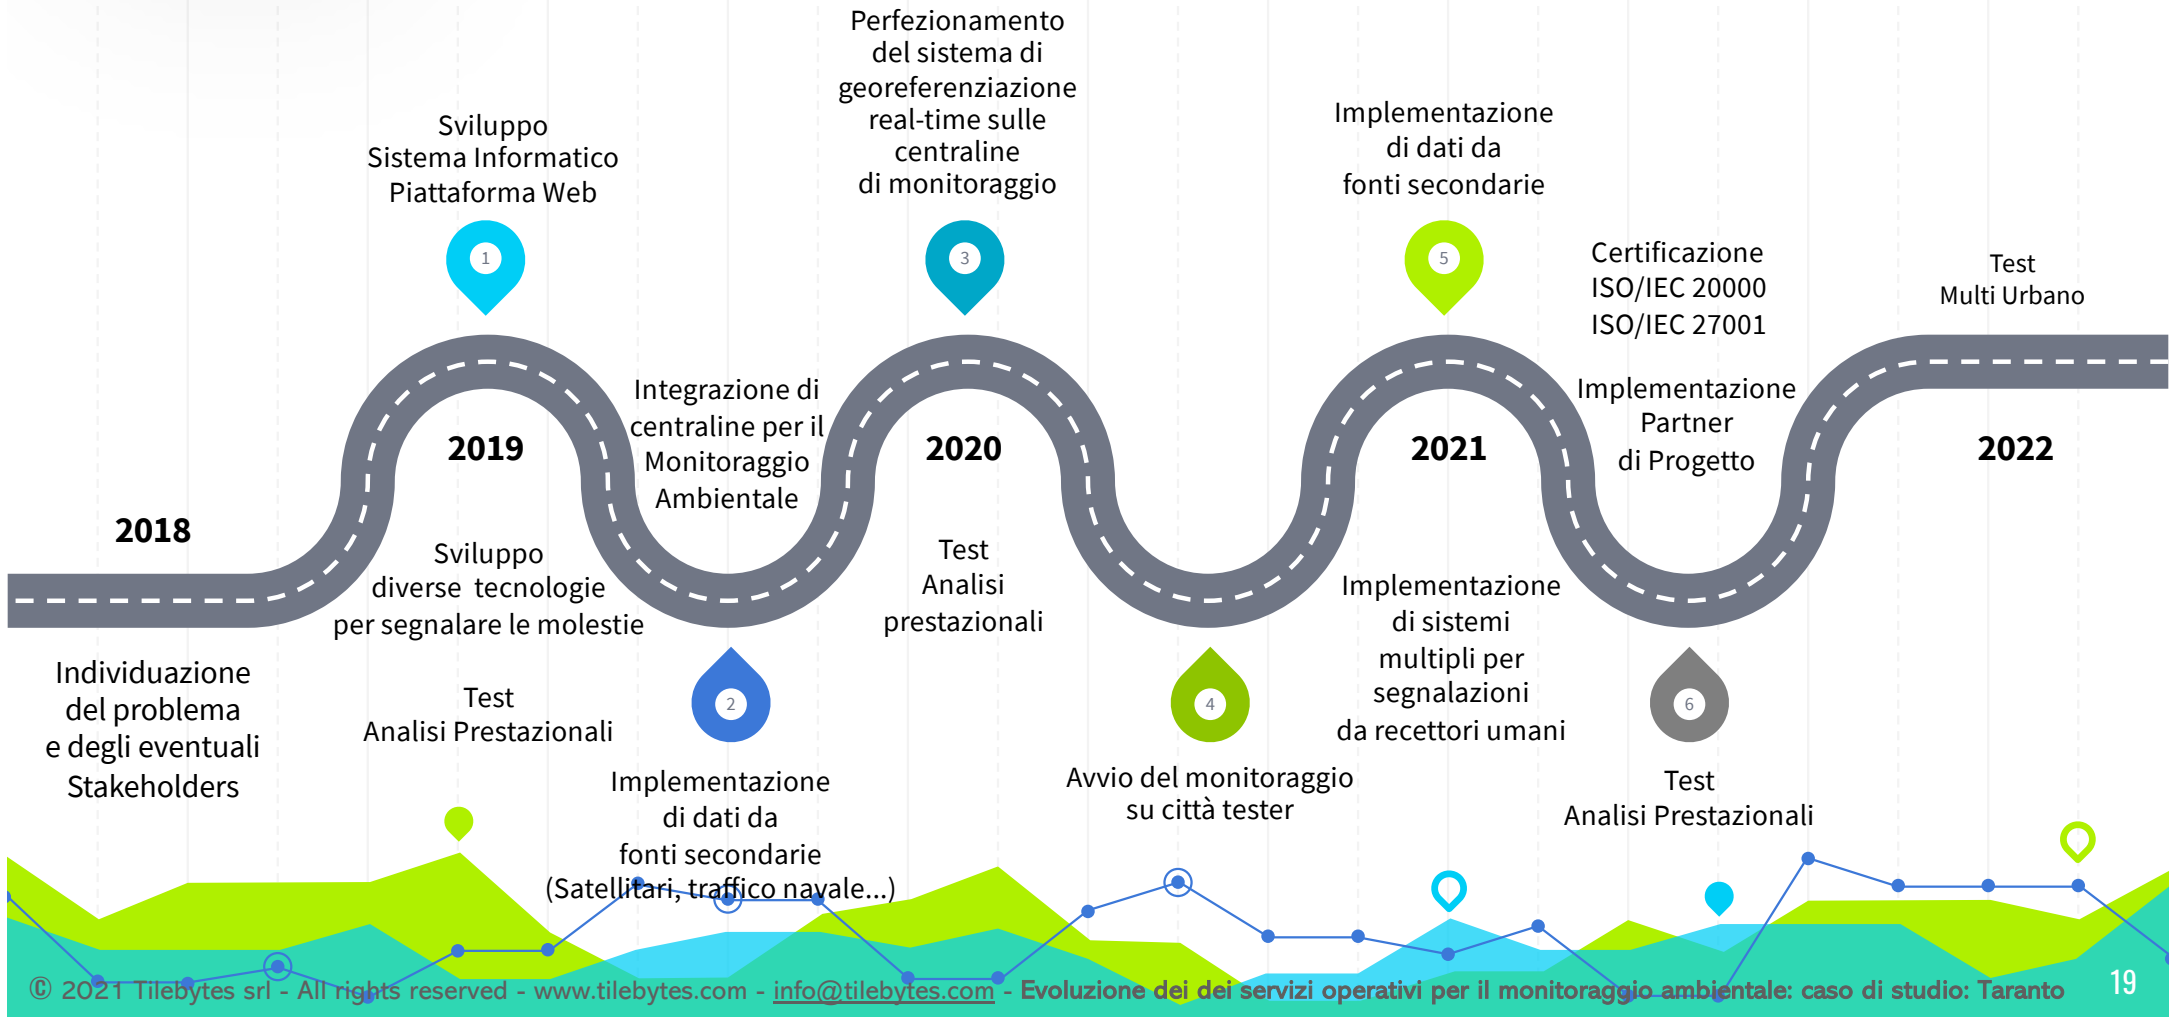 2018
Individuazione
del problema
e degli eventuali
Stakeholders
Sviluppo
Sistema Informatico
Piattaforma Web
1
2019
Sviluppo
diverse tecnologie
per segnalare le molestie
Test
Analisi Prestazionali
Integrazione di
centraline per il
Monitoraggio
Ambientale
2
Implementazione
di dati da
fonti secondarie
(Satellitari, traffico navale...)
Perfezionamento
del sistema di
georeferenziazione
real-time sulle
centraline
di monitoraggio
3
2020
Test
Analisi
prestazionali
4
Avvio del monitoraggio
su città tester
Implementazione
di dati da
fonti secondarie
5
2021
Implementazione
di sistemi
multipli per
segnalazioni
da recettori umani
Certificazione
ISO/IEC 20000
ISO/IEC 27001
Implementazione
Partner
di Progetto
6
Test
Analisi Prestazionali
Test
Multi Urbano
2022
© 2021 Tilebytes srl - All rights reserved - www.tilebytes.com - info@tilebytes.com - Evoluzione dei dei servizi operativi per il monitoraggio ambientale: caso di studio: Taranto
19